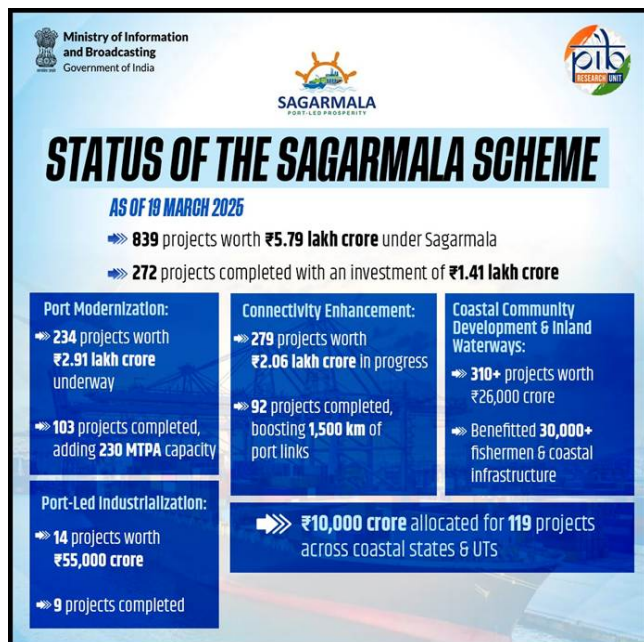 Ministry of Information
and Broadcasting
Government of India
pib
RESEARCH UNIT
SAGARMALA
PORT-LED PROSPERITY
STATUS OF THE SAGARMALA SCHEME
AS OF 19 MARCH 2025
839 projects worth ₹5.79 lakh crore under Sagarmala
272 projects completed with an investment of ₹1.41 lakh crore
Port Modernization:
234 projects worth
₹2.91 lakh crore
underway
103 projects completed,
adding 230 MTPA capacity
Connectivity Enhancement:
279 projects worth
₹2.06 lakh crore in progress
92 projects completed,
boosting 1,500 km of
port links
Coastal Community
Development & Inland
Waterways:
310+ projects worth
₹26,000 crore
Benefitted 30,000+
fishermen & coastal
infrastructure
Port-Led Industrialization:
14 projects worth
₹55,000 crore
9 projects completed
₹10,000 crore allocated for 119 projects
across coastal states & UTs